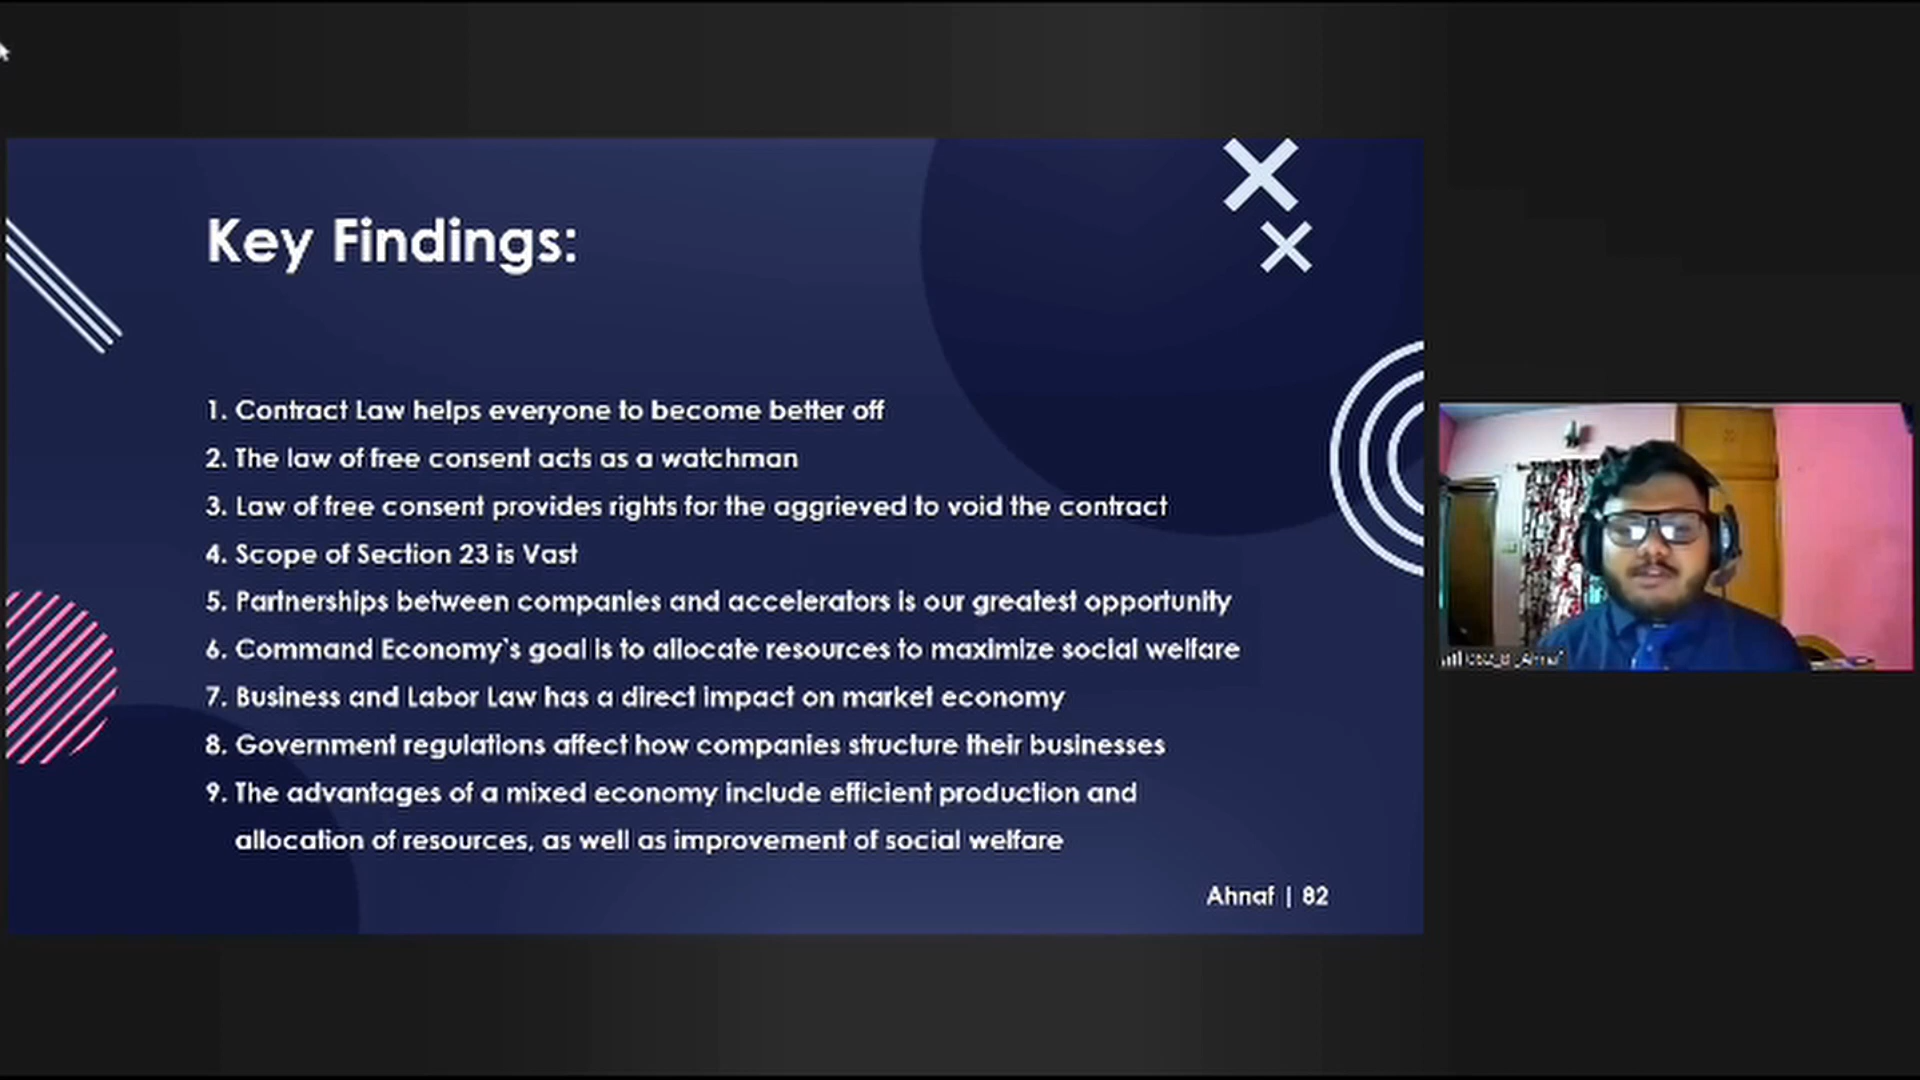 Key Findings:
1. Contract Law helps everyone to become better off
2. The law of free consent acts as a watchman
3. Law of free consent provides rights for the aggrieved to void the contract
4. Scope of Section 23 is Vast
5. Partnerships between companies and accelerators is our greatest opportunity
6. Command Economy`s goal is to allocate resources to maximize social welfare
7. Business and Labor Law has a direct impact on market economy
8. Government regulations affect how companies structure their businesses
9. The advantages of a mixed economy include efficient production and
allocation of resources, as well as improvement of social welfare
Ahnaf | 82